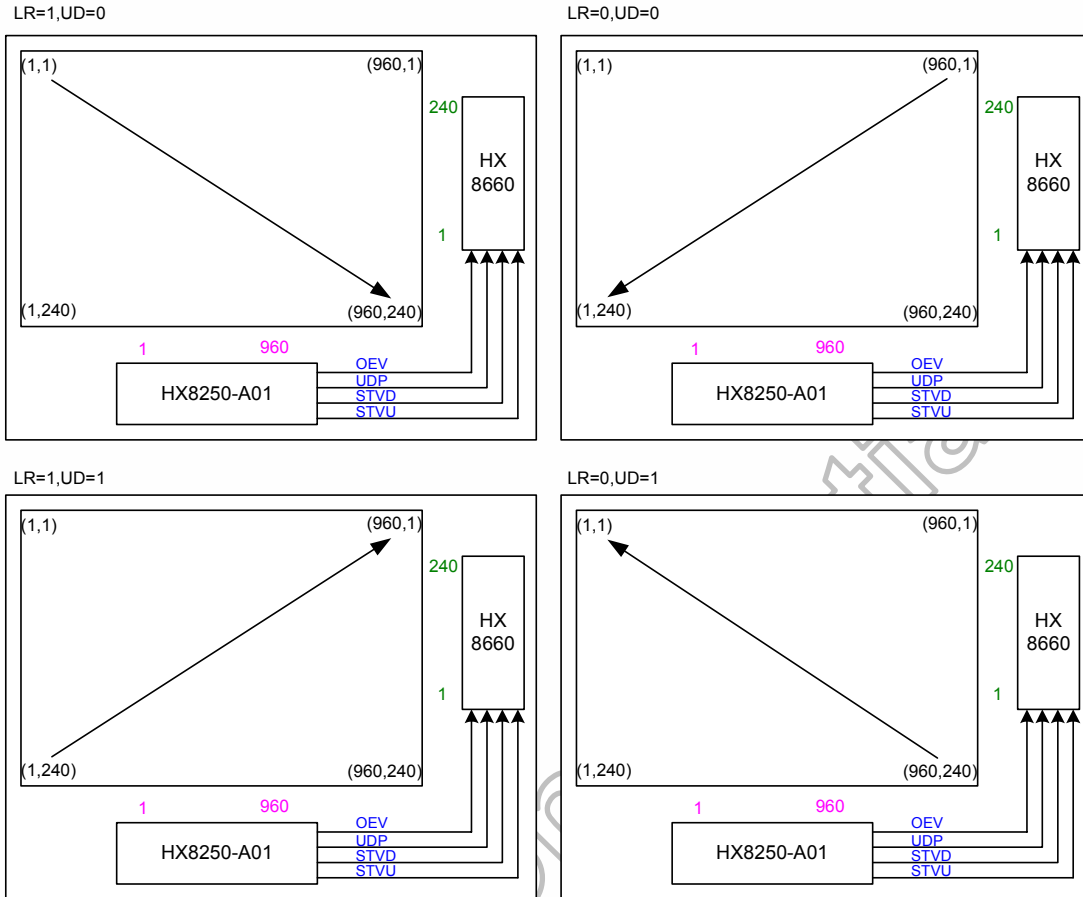 LR=1,UD=0
(1,1)
(960,1)
240
HX
8660
1
(1,240)
(960,240)
1
960
HX8250-A01
OEV
UDP
STVD
STVU
LR=0,UD=0
(1,1)
(960,1)
240
HX
8660
1
(1,240)
(960,240)
1
960
HX8250-A01
OEV
UDP
STVD
STVU
LR=1,UD=1
(1,1)
(960,1)
240
HX
8660
1
(1,240)
(960,240)
1
960
HX8250-A01
OEV
UDP
STVD
STVU
LR=0,UD=1
(1,1)
(960,1)
240
HX
8660
1
(1,240)
(960,240)
1
960
HX8250-A01
OEV
UDP
STVD
STVU